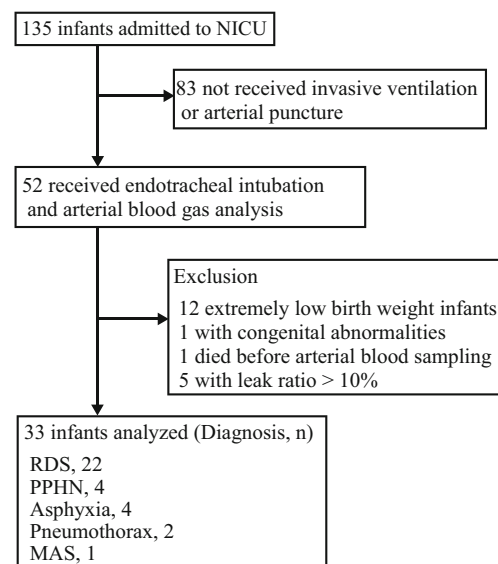 135 infants admitted to NICU
83 not received invasive ventilation
or arterial puncture
52 received endotracheal intubation
and arterial blood gas analysis
Exclusion
12 extremely low birth weight infants
1 with congenital abnormalities
1 died before arterial blood sampling
5 with leak ratio > 10%
33 infants analyzed (Diagnosis, n)
RDS, 22
PPHN, 4
Asphyxia, 4
Pneumothorax, 2
MAS, 1